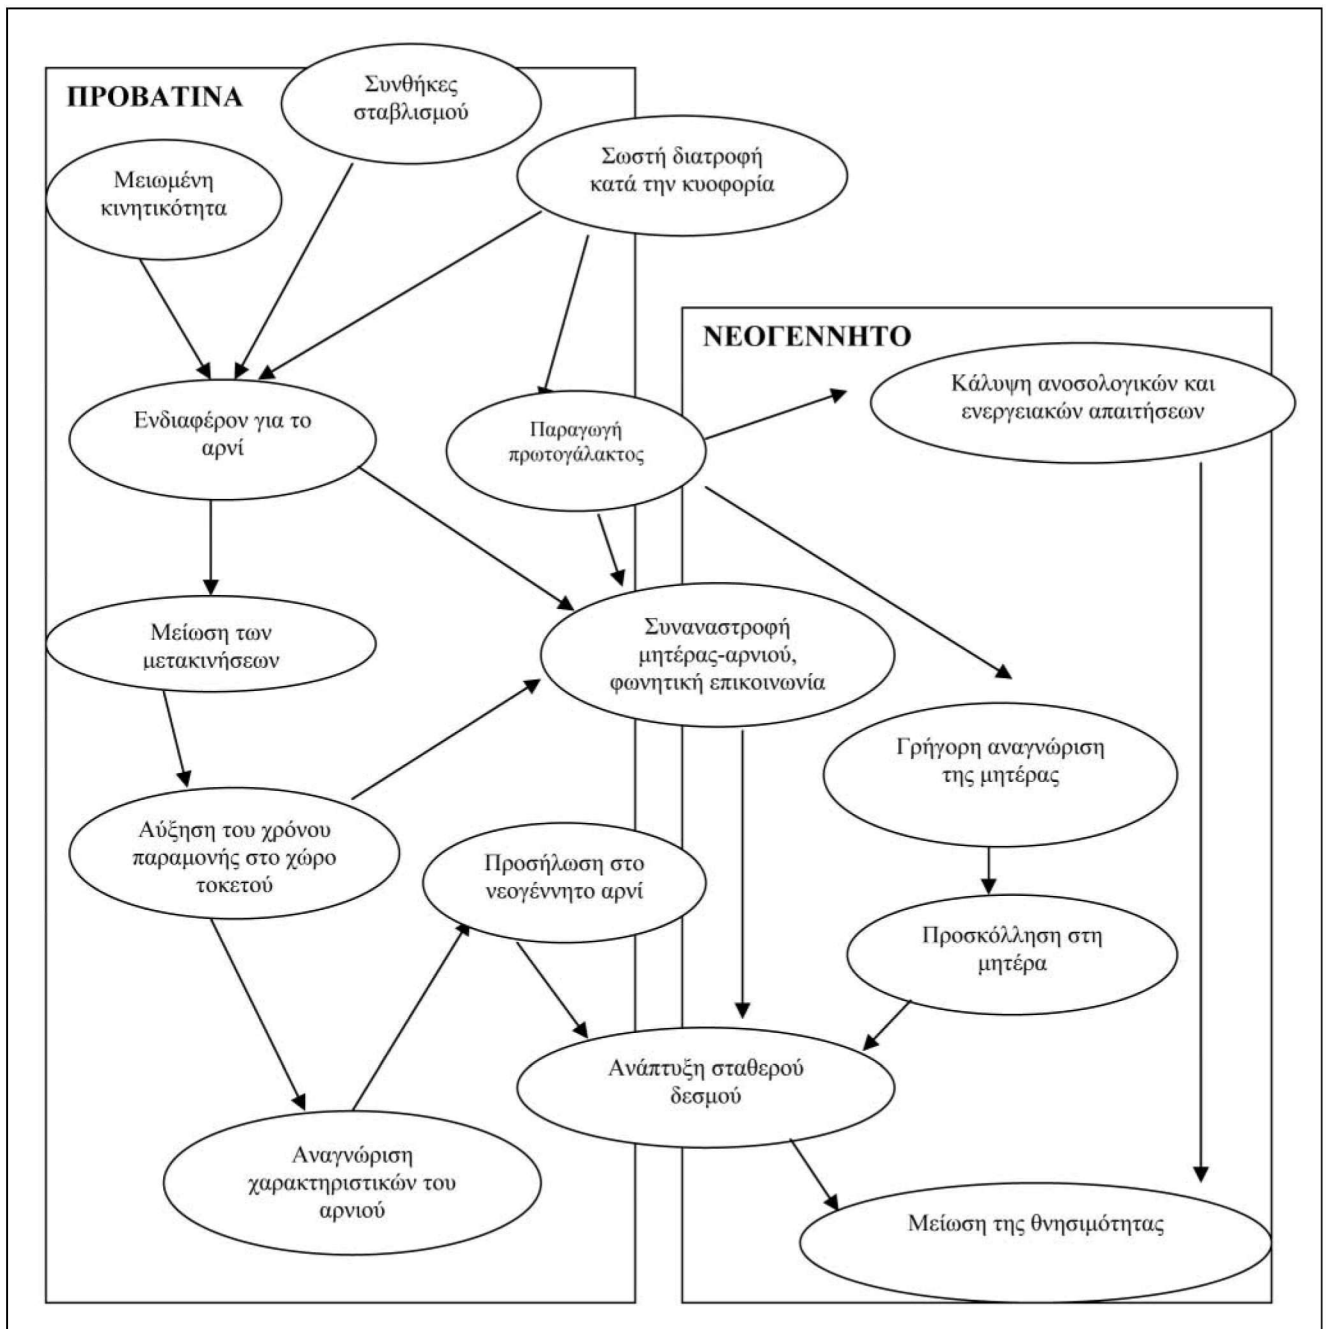 ΠΡΟΒΑΤΙΝΑ
Συνθήκες
σταβλισμού
Σωστή διατροφή
κατά την κυοφορία
Μειωμένη
κινητικότητα
ΝΕΟΓΕΝΝΗΤΟ
Κάλυψη ανοσολογικών και
ενεργειακών απαιτήσεων
Ενδιαφέρον για το
αρνί
Παραγωγή
πρωτογάλακτος
Μείωση των
μετακινήσεων
Συναναστροφή
μητέρας-αρνιού,
φωνητική επικοινωνία
Γρήγορη αναγνώριση
της μητέρας
Αύξηση του χρόνου
παραμονής στο χώρο
τοκετού
Προσήλωση στο
νεογέννητο αρνί
Προσκόλληση στη
μητέρα
Ανάπτυξη σταθερού
δεσμού
Αναγνώριση
χαρακτηριστικών του
αρνιού
Μείωση της θνησιμότητας